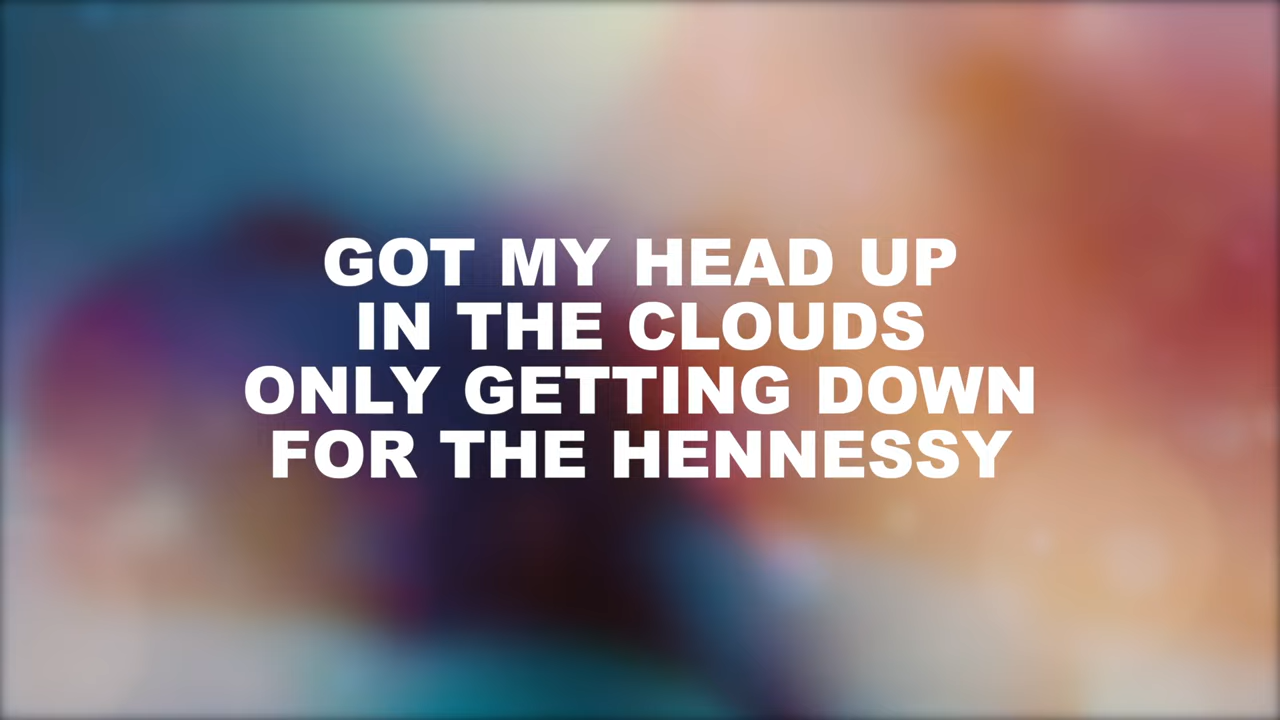 GOT MY HEAD UP
IN THE CLOUDS
ONLY GETTING DOWN
FOR THE HENNESSY